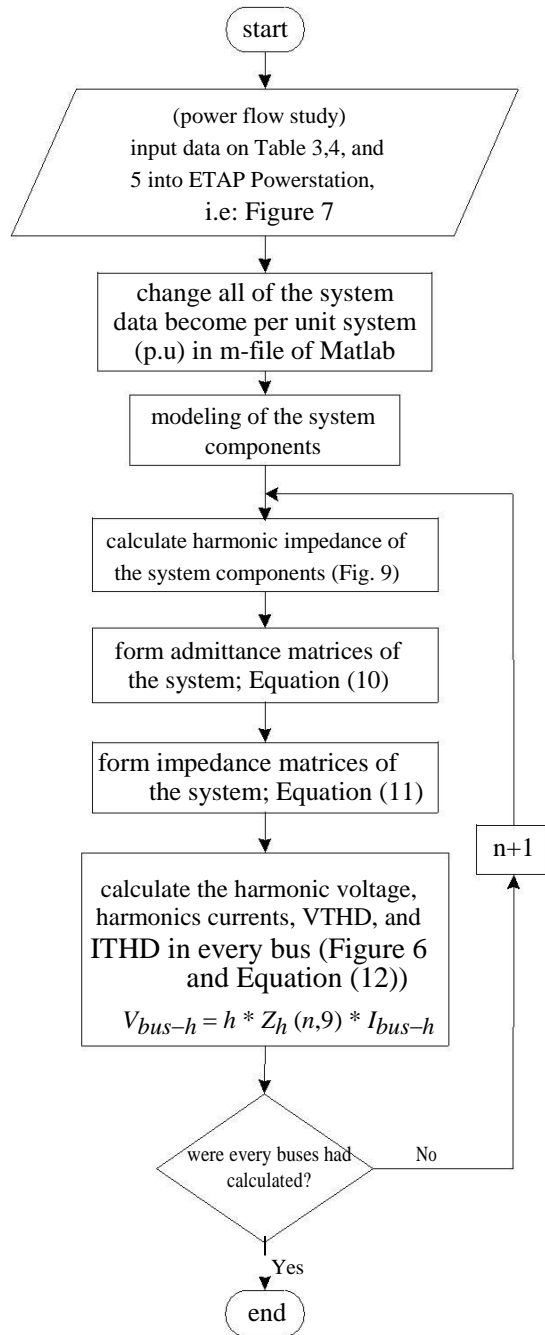 start
(power flow study)
input data on Table 3,4, and
5 into ETAP Powerstation,
i.e: Figure 7
change all of the system
data become per unit system
(p.u) in m-file of Matlab
modeling of the system
components
calculate harmonic impedance of
the system components (Fig. 9)
form admittance matrices of
the system; Equation (10)
form impedance matrices of
the system; Equation (11)
n+1
calculate the harmonic voltage,
harmonics currents, VTHD, and
ITHD in every bus (Figure 6
and Equation (12))
V_{bus–h} = h * Z_h (n,9) * I_{bus–h}
were every buses had
calculated?
No
Yes
end